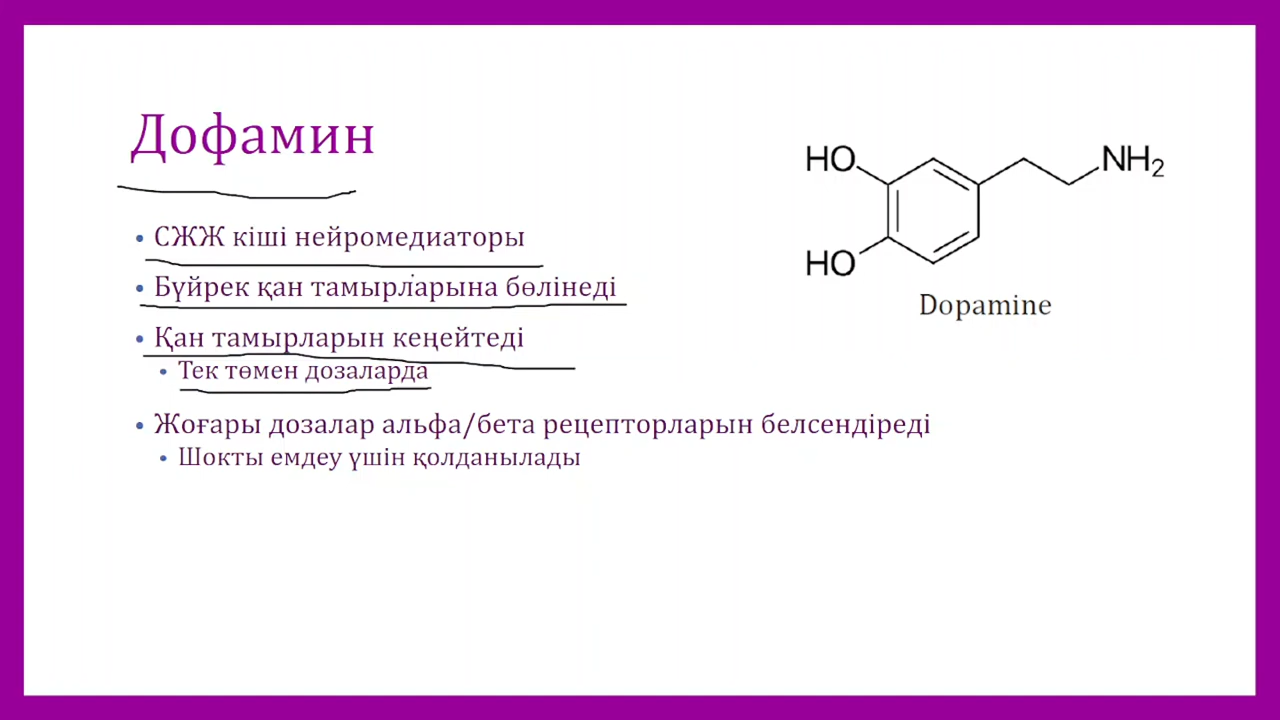 Дофамин
• СЖЖ кіші нейромедиаторы
• Бүйрек қан тамырларына бөлінеді
• Қан тамырларын кеңейтеді
• Тек төмен дозаларда
• Жоғары дозалар альфа/бета рецепторларын белсендіреді
• Шокты емдеу үшін қолданылады
HO
NH₂
HO
Dopamine